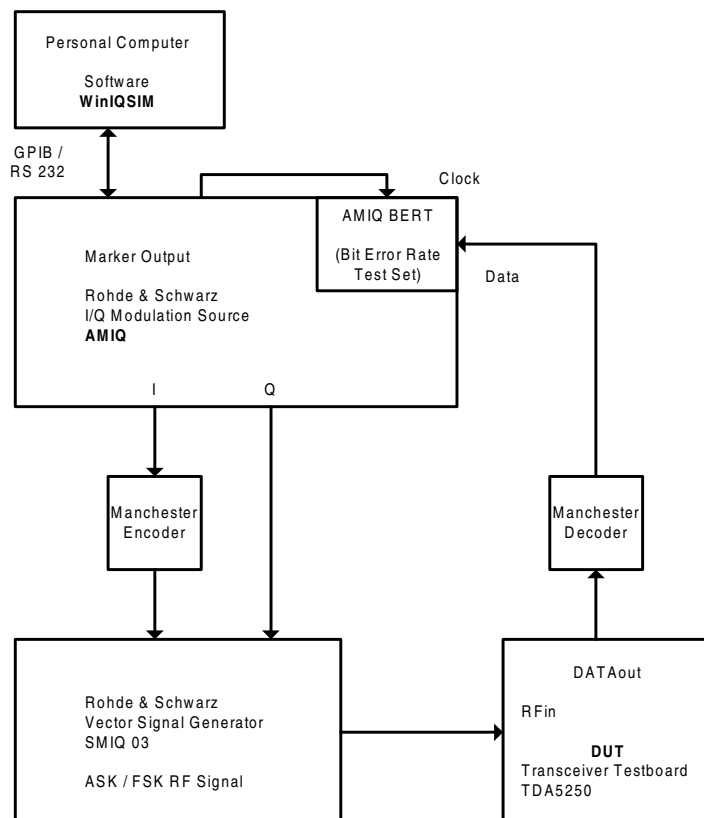 Personal Computer
Software
WinIQSIM
GPIB /
RS 232
Clock
AMIQ BERT
(Bit Error Rate
Test Set)
Marker Output
Rohde & Schwarz
I/Q Modulation Source
AMIQ
Data
I
Q
Manchester
Encoder
Manchester
Decoder
Rohde & Schwarz
Vector Signal Generator
SMIQ 03
ASK / FSK RF Signal
DATAout
RFin
DUT
Transceiver Testboard
TDA5250